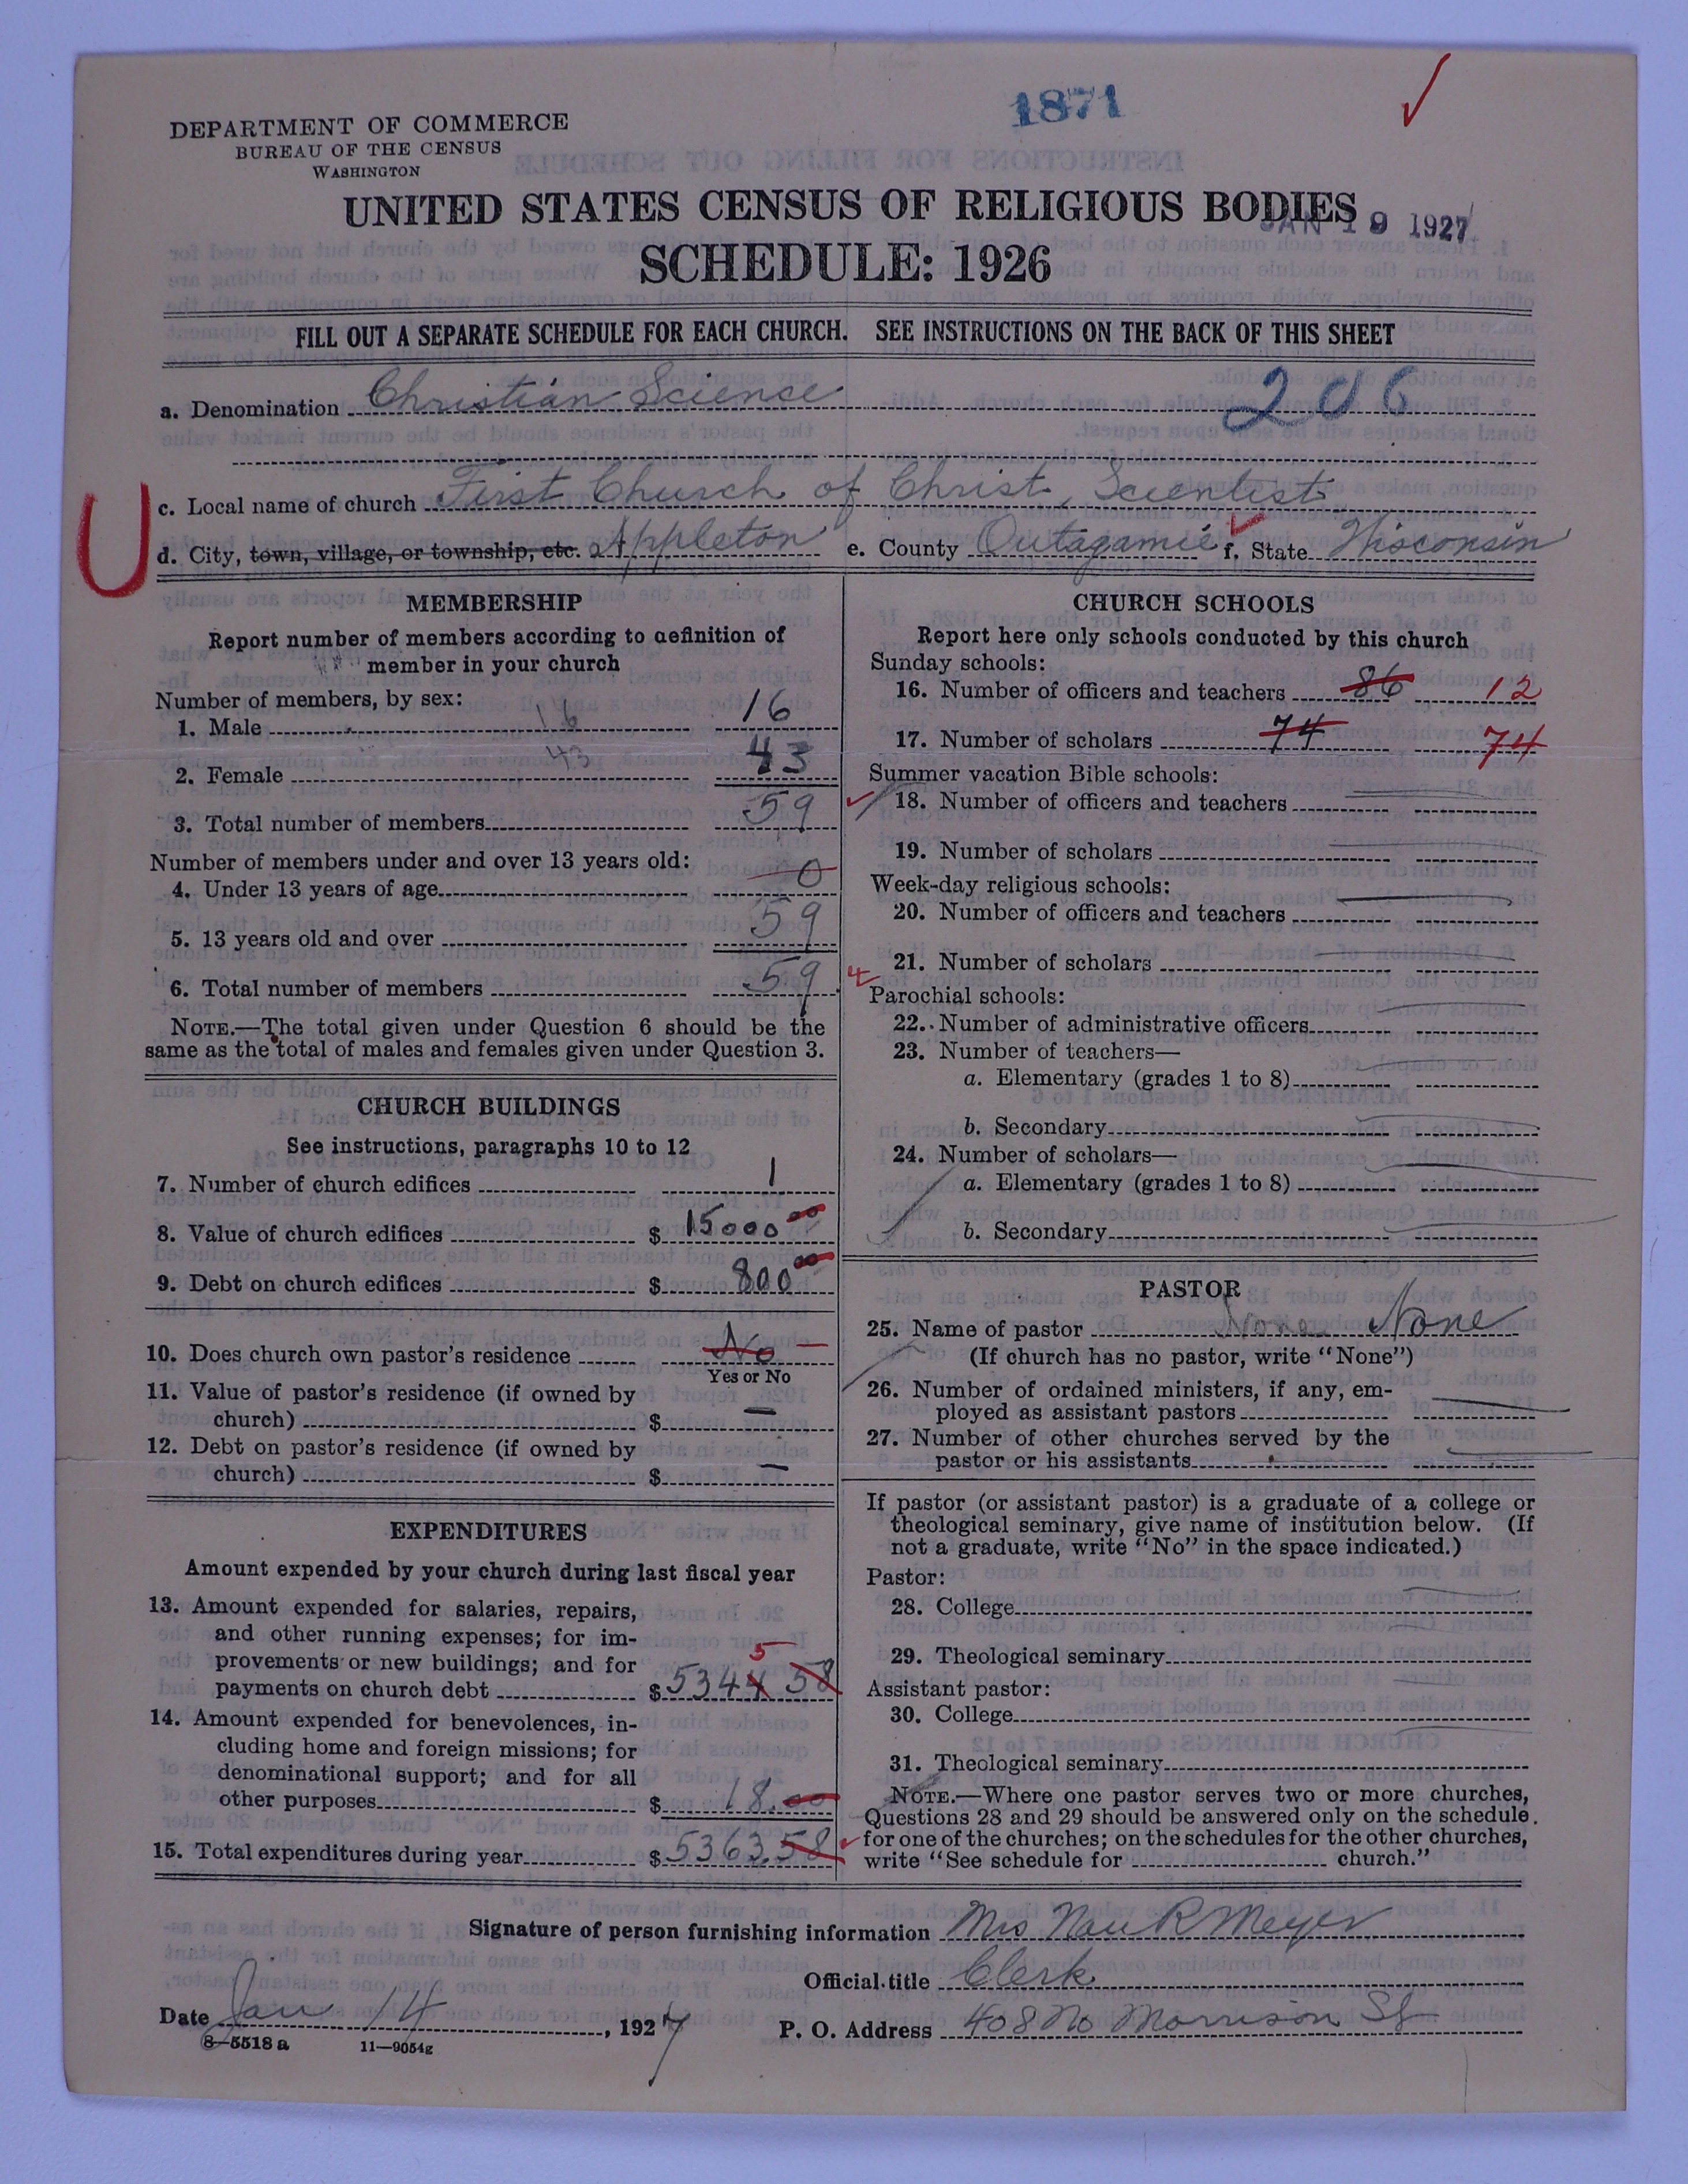 1871
DEPARTMENT OF COMMERCE
BUREAU OF THE CENSUS
WASHINGTON
UNITED STATES CENSUS OF RELIGIOUS BODIES
JAN 19 1927
SCHEDULE: 1926
FILL OUT A SEPARATE SCHEDULE FOR EACH CHURCH. SEE INSTRUCTIONS ON THE BACK OF THIS SHEET
a. Denomination Christian Science 206
c. Local name of church First Church of Christ, Scientist
d. City, town, village, or township, etc. Appleton e. County Outagamie f. State Wisconsin
MEMBERSHIP
Report number of members according to definition of
member in your church
Number of members, by sex:
1. Male 16 16
2. Female 43 43
3. Total number of members 59
Number of members under and over 13 years old:
4. Under 13 years of age 0
5. 13 years old and over 59
6. Total number of members 59
NOTE.—The total given under Question 6 should be the
same as the total of males and females given under Question 3.
CHURCH BUILDINGS
See instructions, paragraphs 10 to 12
7. Number of church edifices 1
8. Value of church edifices $ 15000 00
9. Debt on church edifices $ 800 00
10. Does church own pastor's residence No
Yes or No
11. Value of pastor's residence (if owned by
church) $ —
12. Debt on pastor's residence (if owned by
church) $ —
EXPENDITURES
Amount expended by your church during last fiscal year
13. Amount expended for salaries, repairs,
and other running expenses; for im-
provements or new buildings; and for
5
payments on church debt $ 5344 58
14. Amount expended for benevolences, in-
cluding home and foreign missions; for
denominational support; and for all
other purposes $ 18.00
15. Total expenditures during year $ 5363.58
CHURCH SCHOOLS
Report here only schools conducted by this church
Sunday schools:
16. Number of officers and teachers 86 12
17. Number of scholars 74 74
Summer vacation Bible schools:
18. Number of officers and teachers
19. Number of scholars
Week-day religious schools:
20. Number of officers and teachers
21. Number of scholars
Parochial schools:
22. Number of administrative officers
23. Number of teachers—
a. Elementary (grades 1 to 8)
b. Secondary
24. Number of scholars—
a. Elementary (grades 1 to 8)
b. Secondary
PASTOR
25. Name of pastor None None
(If church has no pastor, write "None")
26. Number of ordained ministers, if any, em-
ployed as assistant pastors
27. Number of other churches served by the
pastor or his assistants
If pastor (or assistant pastor) is a graduate of a college or
theological seminary, give name of institution below. (If
not a graduate, write "No" in the space indicated.)
Pastor:
28. College
29. Theological seminary
Assistant pastor:
30. College
31. Theological seminary
NOTE.—Where one pastor serves two or more churches,
Questions 28 and 29 should be answered only on the schedule
for one of the churches; on the schedules for the other churches,
write "See schedule for church."
Signature of person furnishing information Mrs Nan R Meyer
Official title Clerk
Date Jan 14, 1927
P. O. Address 408 No Morrison St
8—5518 a 11—9054g